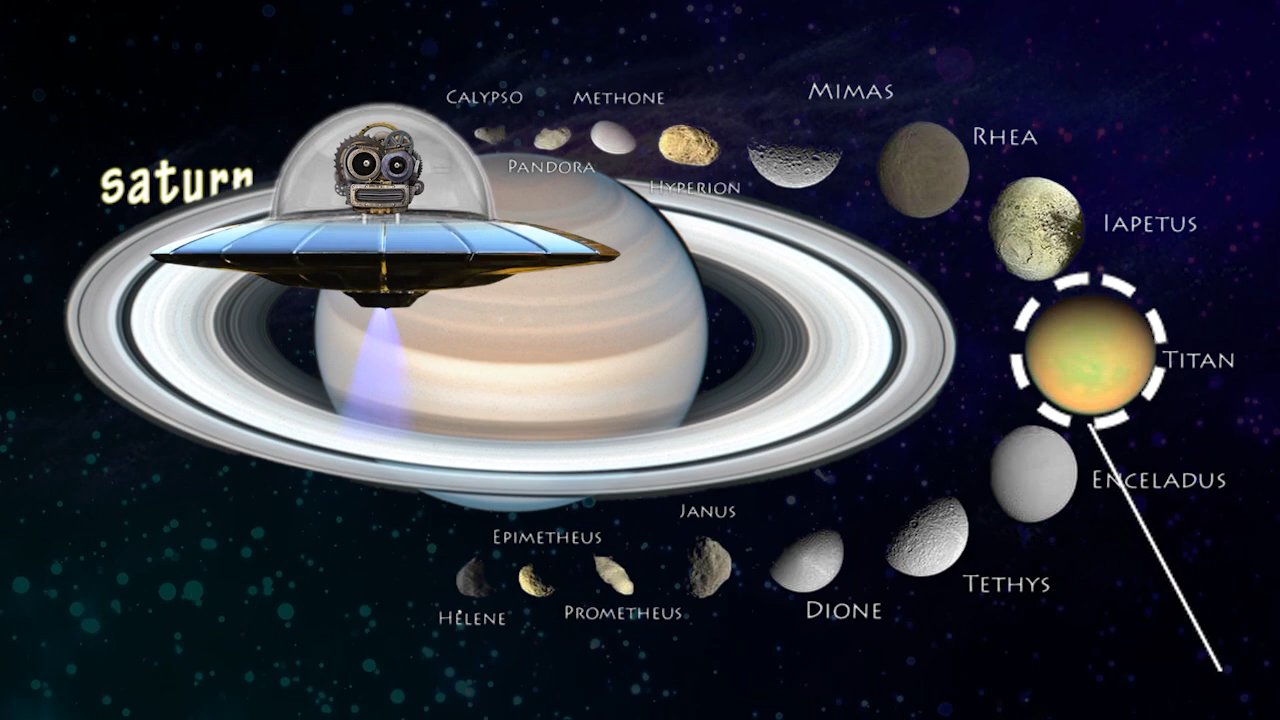 CALYPSO
METHONE
MIMAS
RHEA
PANDORA
HYPERION
saturn
IAPETUS
TITAN
ENCELADUS
JANUS
EPIMETHEUS
TETHYS
HELENE
PROMETHEUS
DIONE